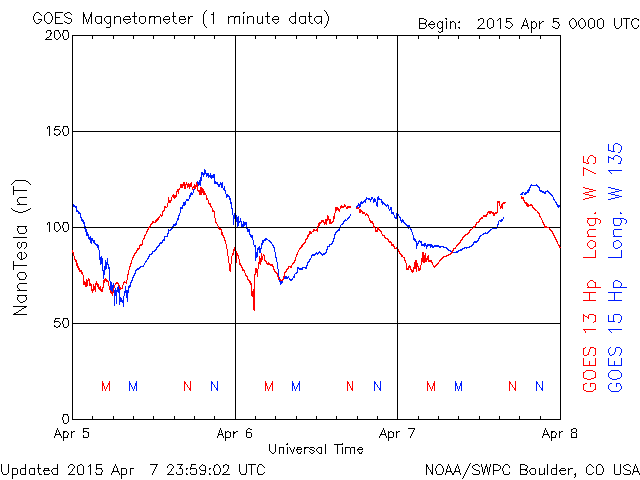 GOES Magnetometer (1 minute data)
Begin: 2015 Apr 5 0000 UTC
200
150
100
50
0
NanoTesla (nT)
M M N N M M N N M M N N
Apr 5 Apr 6 Apr 7 Apr 8
Universal Time
GOES 13 Hp Long. W 75
GOES 15 Hp Long. W 135
Updated 2015 Apr 7 23:59:02 UTC
NOAA/SWPC Boulder, CO USA